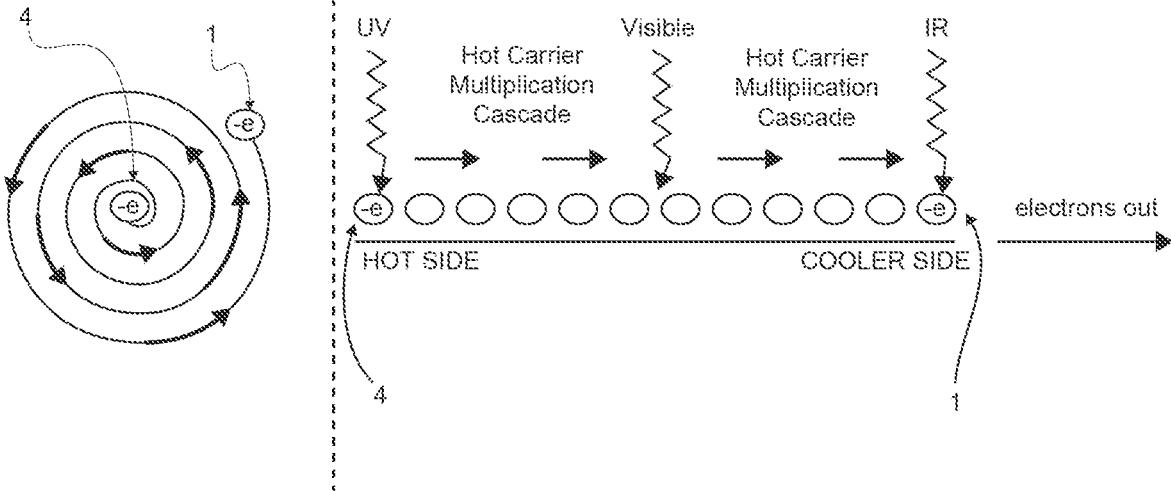 4
1
-e
-e
UV
Visible
IR
Hot Carrier
Multiplication
Cascade
Hot Carrier
Multiplication
Cascade
-e
-e
electrons out
HOT SIDE
COOLER SIDE
4
1